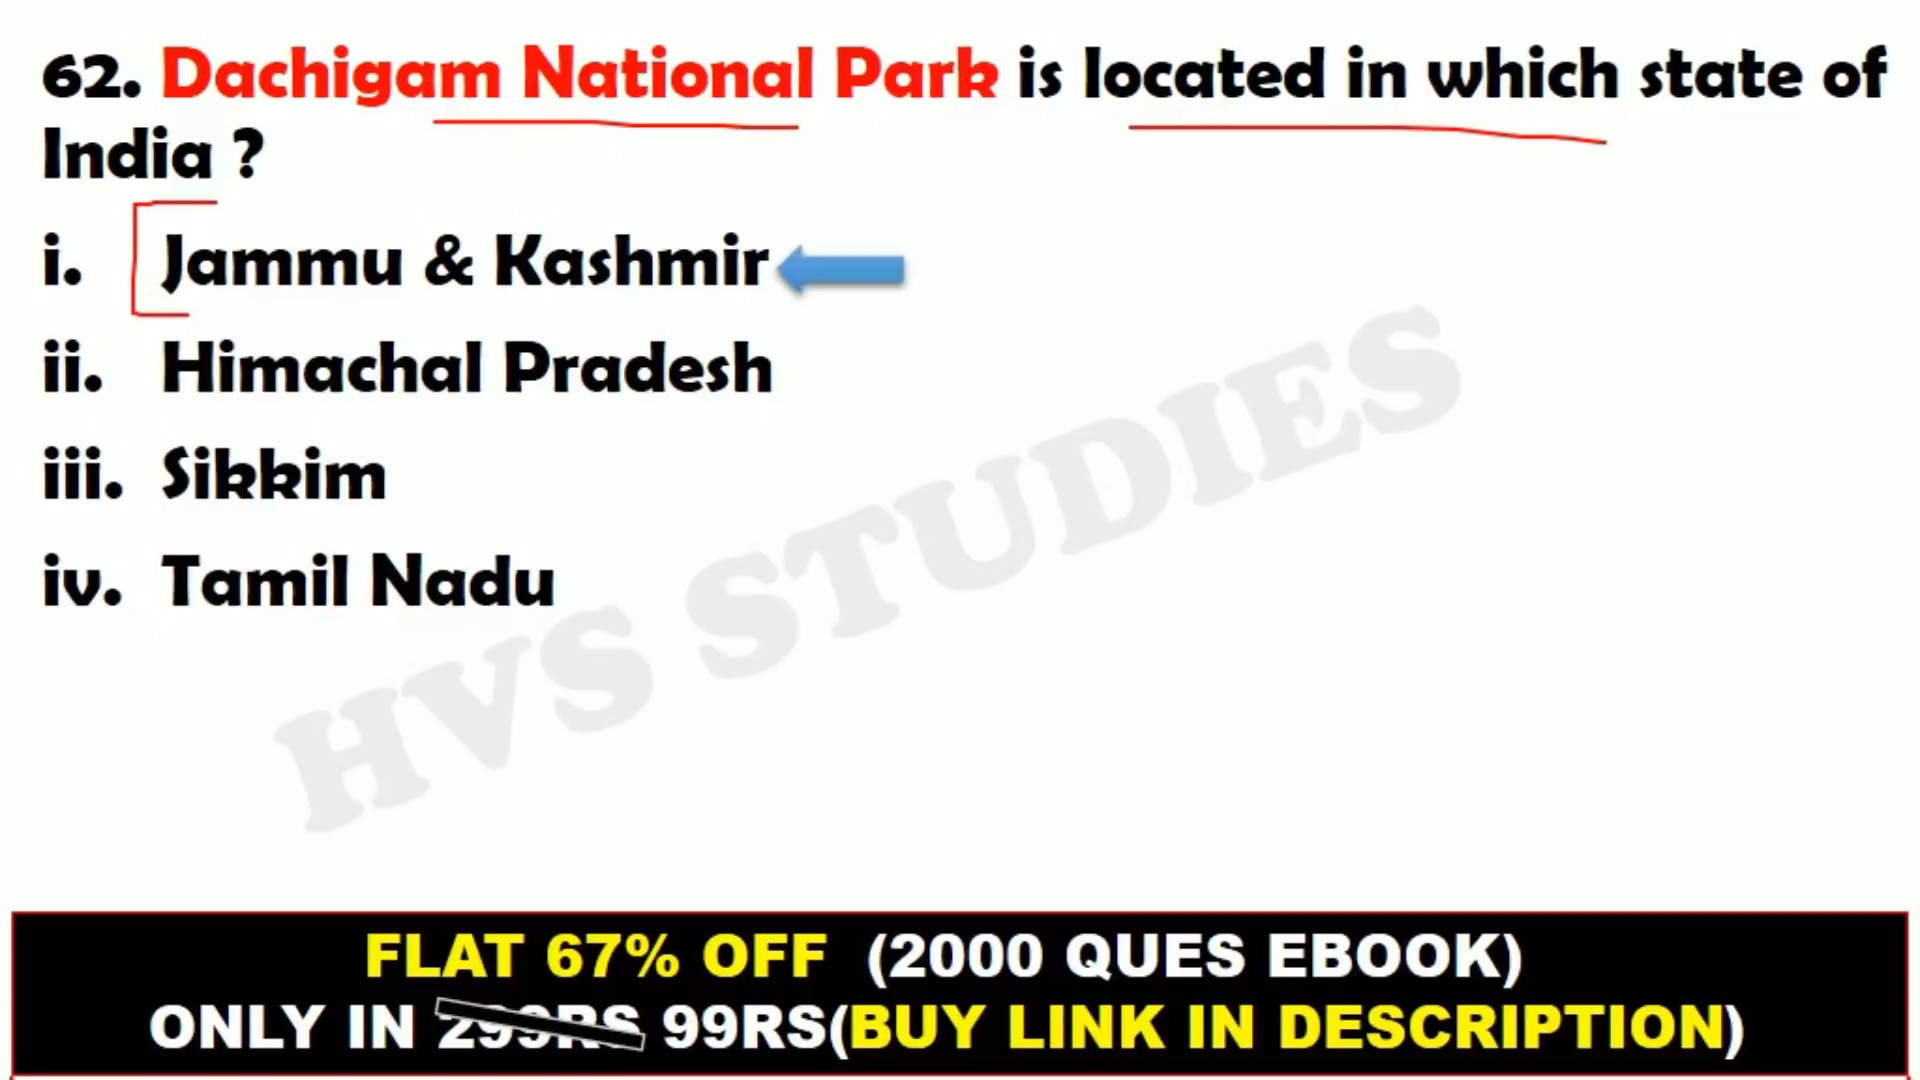 62. Dachigam National Park is located in which state of
India ?
i. Jammu & Kashmir
ii. Himachal Pradesh
iii. Sikkim
iv. Tamil Nadu
HVS STUDIES
FLAT 67% OFF (2000 QUES EBOOK)
ONLY IN 299RS 99RS(BUY LINK IN DESCRIPTION)